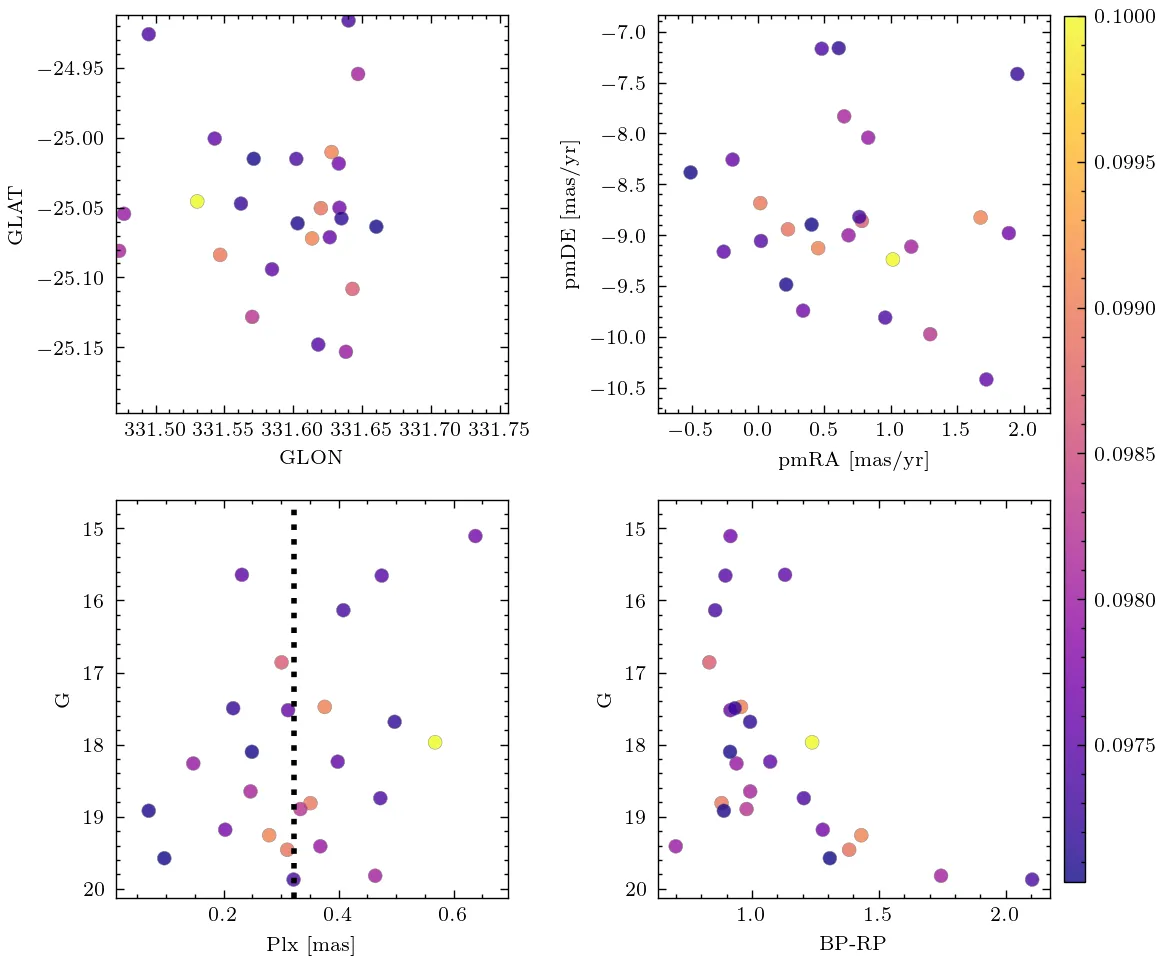 GLAT
−24.95
−25.00
−25.05
−25.10
−25.15
331.50 331.55 331.60 331.65 331.70 331.75
GLON
pmDE [mas/yr]
−7.0
−7.5
−8.0
−8.5
−9.0
−9.5
−10.0
−10.5
−0.5 0.0 0.5 1.0 1.5 2.0
pmRA [mas/yr]
G
15
16
17
18
19
20
0.2 0.4 0.6
Plx [mas]
G
15
16
17
18
19
20
1.0 1.5 2.0
BP-RP
0.1000
0.0995
0.0990
0.0985
0.0980
0.0975